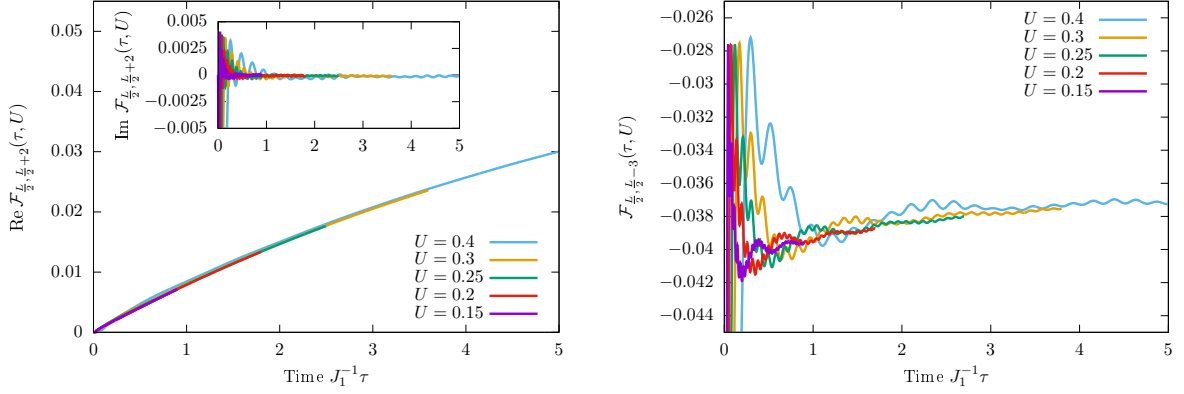 0
0.01
0.02
0.03
0.04
0.05
0 1 2 3 4 5
Re F_{L/2, L/2+2}(τ, U)
Time J_1^{-1}τ
U = 0.4
U = 0.3
U = 0.25
U = 0.2
U = 0.15
−0.005
−0.0025
0
0.0025
0.005
0 1 2 3 4 5
Im F_{L/2, L/2+2}(τ, U)
−0.044
−0.042
−0.04
−0.038
−0.036
−0.034
−0.032
−0.03
−0.028
−0.026
0 1 2 3 4 5
F_{L/2, L/2−3}(τ, U)
Time J_1^{-1}τ
U = 0.4
U = 0.3
U = 0.25
U = 0.2
U = 0.15